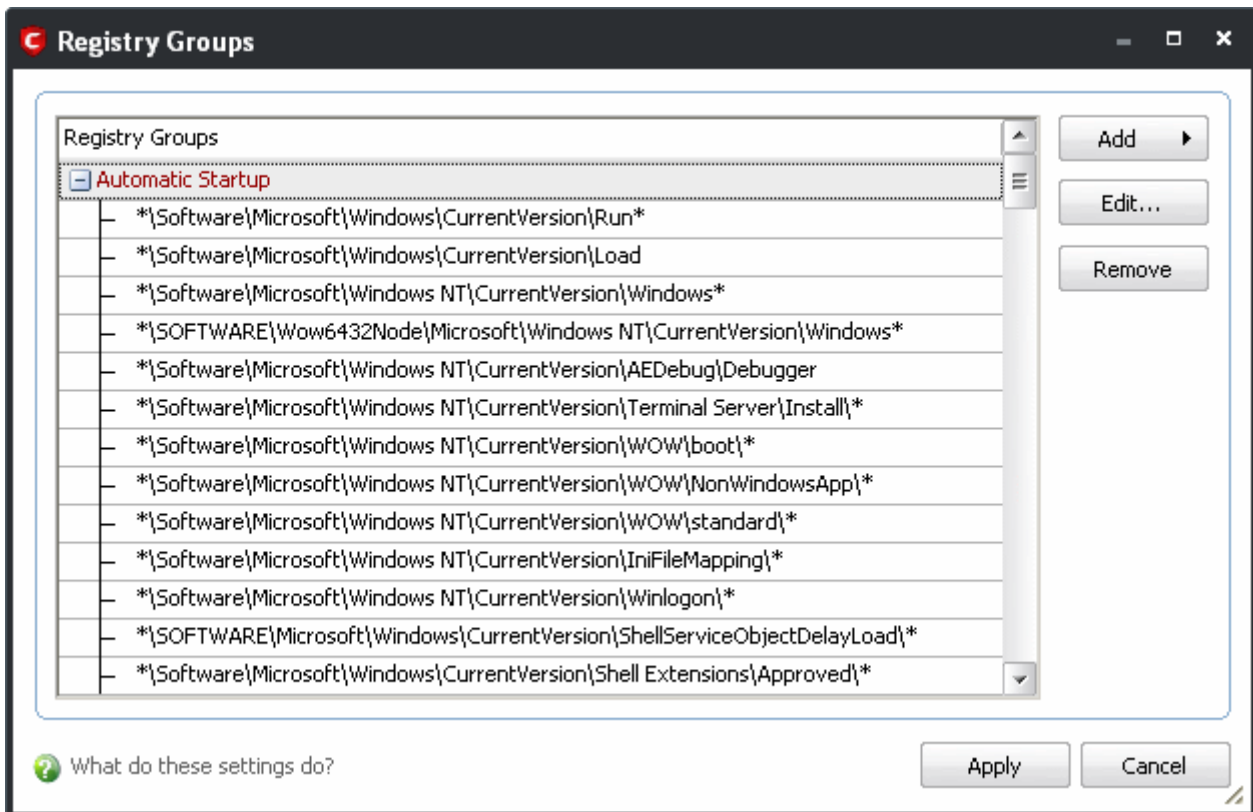 Registry Groups
Registry Groups
Automatic Startup
*\Software\Microsoft\Windows\CurrentVersion\Run*
*\Software\Microsoft\Windows\CurrentVersion\Load
*\Software\Microsoft\Windows NT\CurrentVersion\Windows*
*\SOFTWARE\Wow6432Node\Microsoft\Windows NT\CurrentVersion\Windows*
*\Software\Microsoft\Windows NT\CurrentVersion\AEDebug\Debugger
*\Software\Microsoft\Windows NT\CurrentVersion\Terminal Server\Install\*
*\Software\Microsoft\Windows NT\CurrentVersion\WOW\boot\*
*\Software\Microsoft\Windows NT\CurrentVersion\WOW\NonWindowsApp\*
*\Software\Microsoft\Windows NT\CurrentVersion\WOW\standard\*
*\Software\Microsoft\Windows NT\CurrentVersion\IniFileMapping\*
*\Software\Microsoft\Windows NT\CurrentVersion\Winlogon\*
*\SOFTWARE\Microsoft\Windows\CurrentVersion\ShellServiceObjectDelayLoad\*
*\Software\Microsoft\Windows\CurrentVersion\Shell Extensions\Approved\*
Add
Edit...
Remove
What do these settings do?
Apply
Cancel